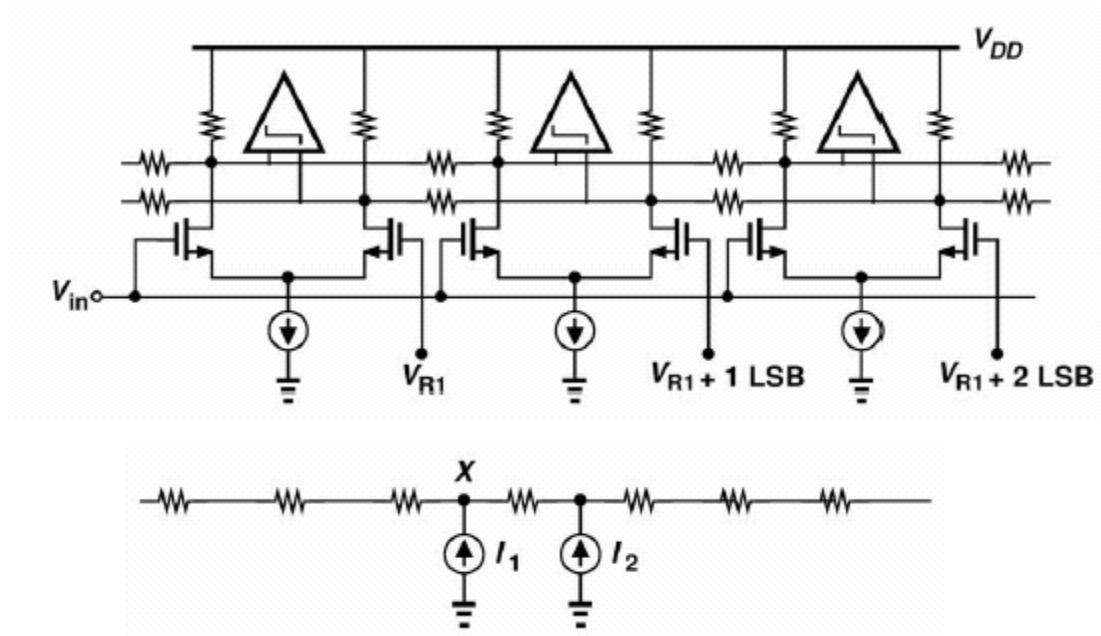 V_DD
V_in
V_R1
V_R1 + 1 LSB
V_R1 + 2 LSB
X
I_1
I_2